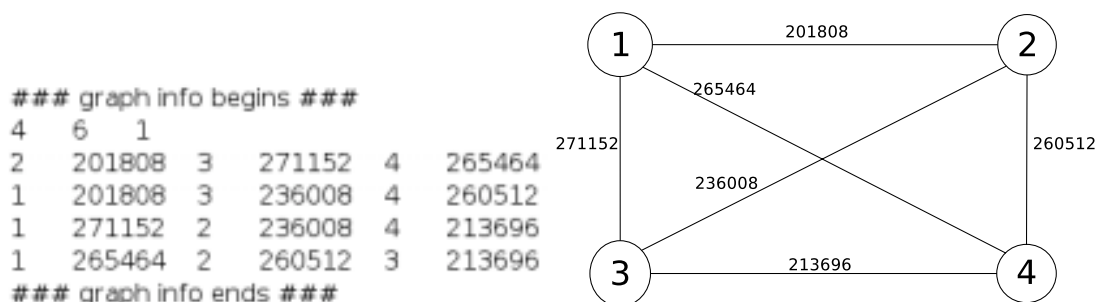 ### graph info begins ###
4 6 1
2 201808 3 271152 4 265464
1 201808 3 236008 4 260512
1 271152 2 236008 4 213696
1 265464 2 260512 3 213696
### graph info ends ###
1 201808 2
265464
271152 260512
236008
3 213696 4